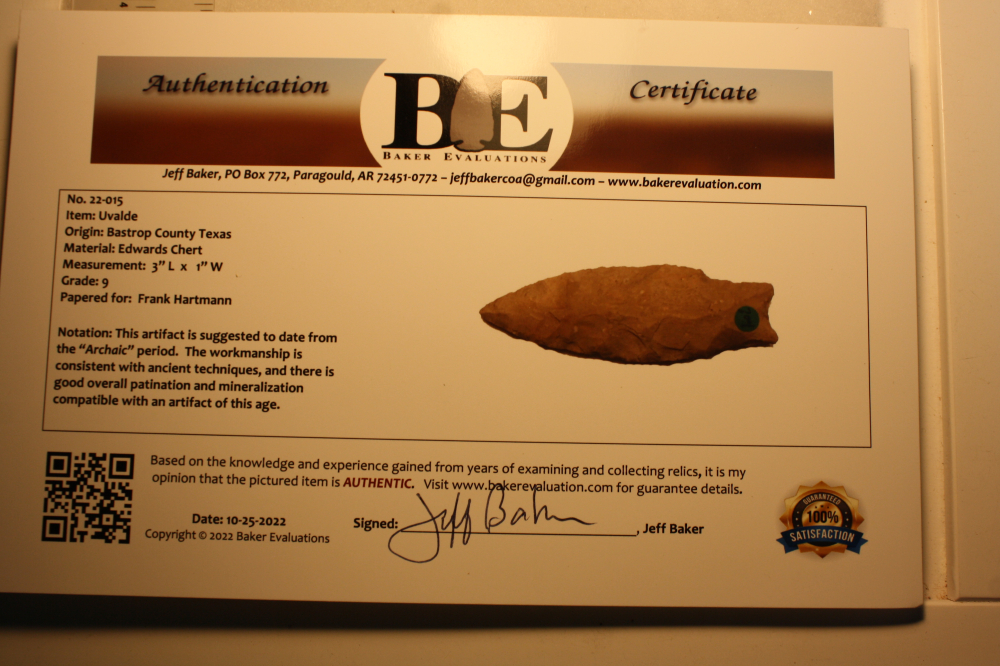 Authentication
BE
Certificate
BAKER EVALUATIONS
Jeff Baker, PO Box 772, Paragould, AR 72451-0772 – jeffbakercoa@gmail.com – www.bakerevaluation.com
No. 22-015
Item: Uvalde
Origin: Bastrop County Texas
Material: Edwards Chert
Measurement: 3” L x 1” W
Grade: 9
Papered for: Frank Hartmann
Notation: This artifact is suggested to date from
the “Archaic” period. The workmanship is
consistent with ancient techniques, and there is
good overall patination and mineralization
compatible with an artifact of this age.
Based on the knowledge and experience gained from years of examining and collecting relics, it is my
opinion that the pictured item is AUTHENTIC. Visit www.bakerevaluation.com for guarantee details.
Date: 10-25-2022
Copyright © 2022 Baker Evaluations
Signed: Jeff Baker, Jeff Baker
GUARANTEED
100%
SATISFACTION